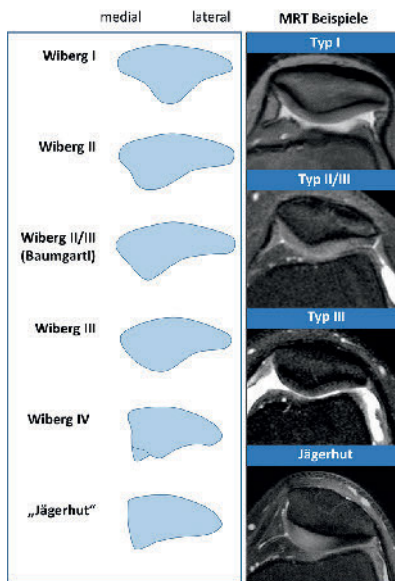 medial lateral
MRT Beispiele
Wiberg I
Wiberg II
Wiberg II/III
(Baumgartl)
Wiberg III
Wiberg IV
„Jägerhut“
Typ I
Typ II/III
Typ III
Jägerhut